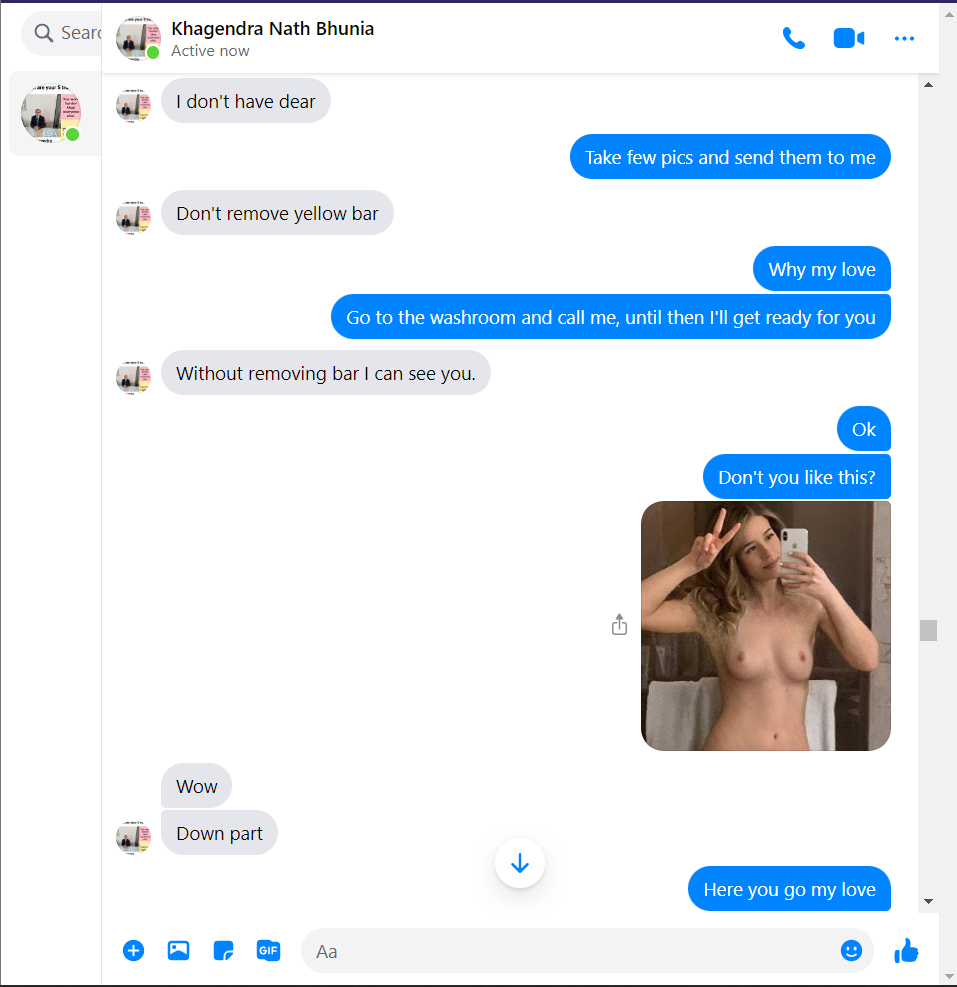 Searc
Khagendra Nath Bhunia
Active now
I don't have dear
Take few pics and send them to me
Don't remove yellow bar
Why my love
Go to the washroom and call me, until then I'll get ready for you
Without removing bar I can see you.
Ok
Don't you like this?
Wow
Down part
Here you go my love
GIF
Aa